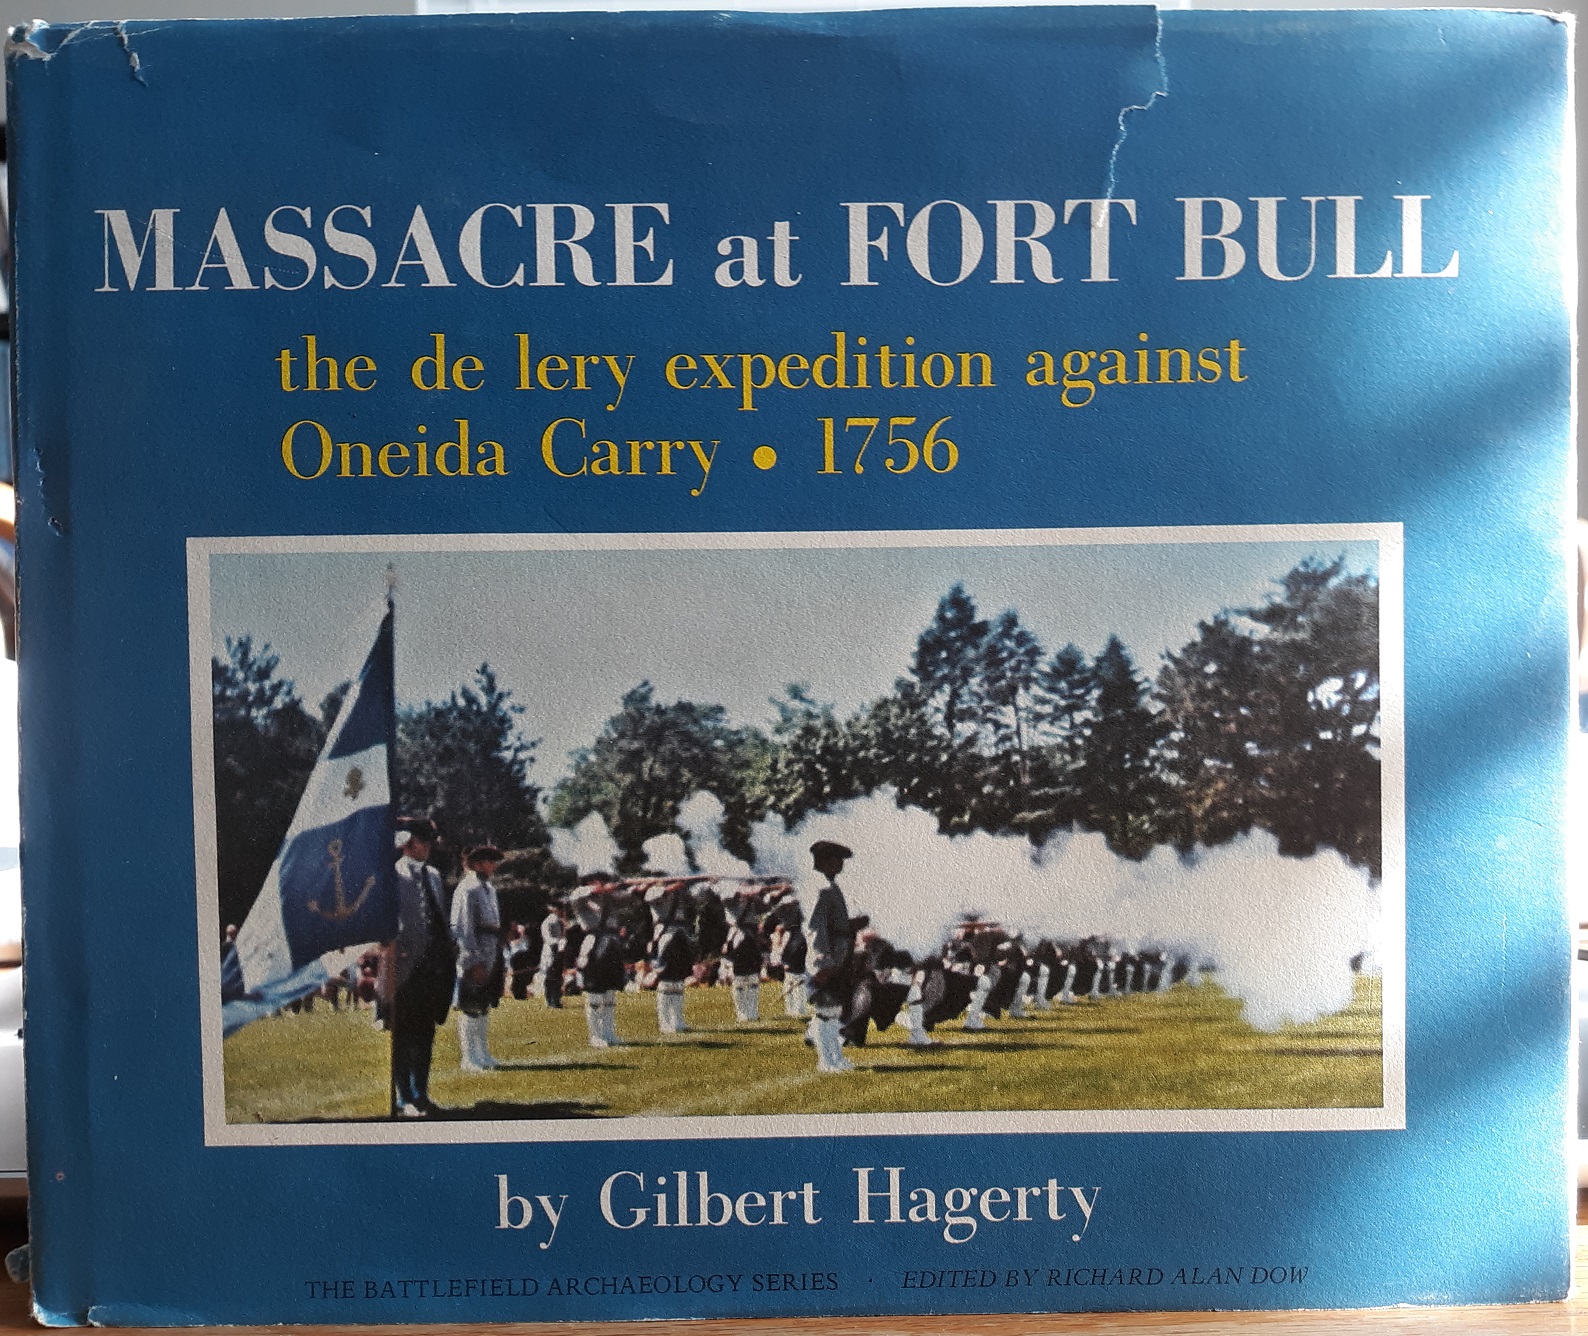 MASSACRE at FORT BULL
the de lery expedition against
Oneida Carry • 1756
by Gilbert Hagerty
THE BATTLEFIELD ARCHAEOLOGY SERIES · EDITED BY RICHARD ALAN DOW